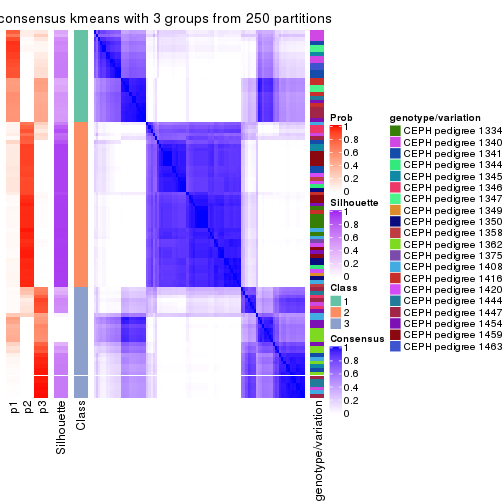 consensus kmeans with 3 groups from 250 partitions
Prob
1
0.8
0.6
0.4
0.2
0
Silhouette
1
0.8
0.6
0.4
0.2
0
Class
1
2
3
Consensus
1
0.8
0.6
0.4
0.2
0
genotype/variation
CEPH pedigree 1334
CEPH pedigree 1340
CEPH pedigree 1341
CEPH pedigree 1344
CEPH pedigree 1345
CEPH pedigree 1346
CEPH pedigree 1347
CEPH pedigree 1349
CEPH pedigree 1350
CEPH pedigree 1358
CEPH pedigree 1362
CEPH pedigree 1375
CEPH pedigree 1408
CEPH pedigree 1416
CEPH pedigree 1420
CEPH pedigree 1444
CEPH pedigree 1447
CEPH pedigree 1454
CEPH pedigree 1459
CEPH pedigree 1463
p1
p2
p3
Silhouette
Class
genotype/variation